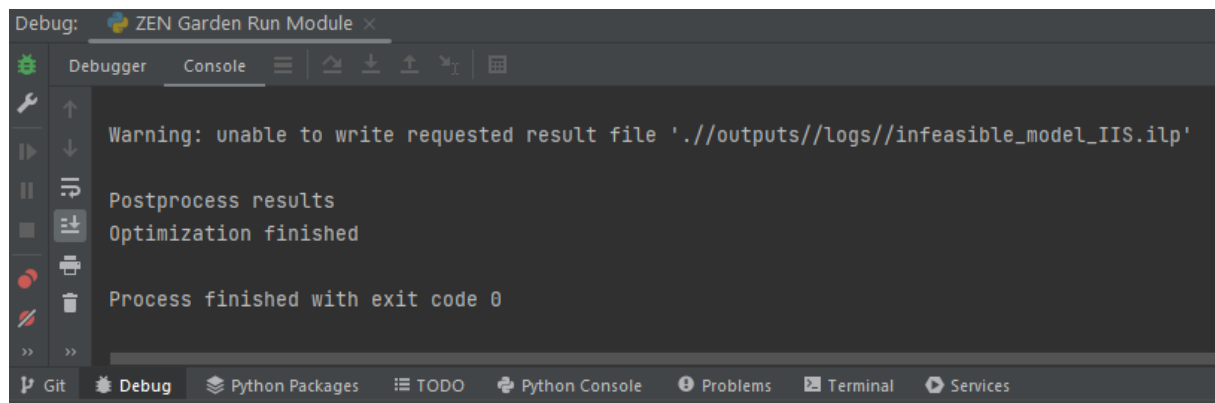 Debug: ZEN Garden Run Module
Debugger Console
Warning: unable to write requested result file './/outputs//logs//infeasible_model_IIS.ilp'
Postprocess results
Optimization finished
Process finished with exit code 0
Git Debug Python Packages TODO Python Console Problems Terminal Services